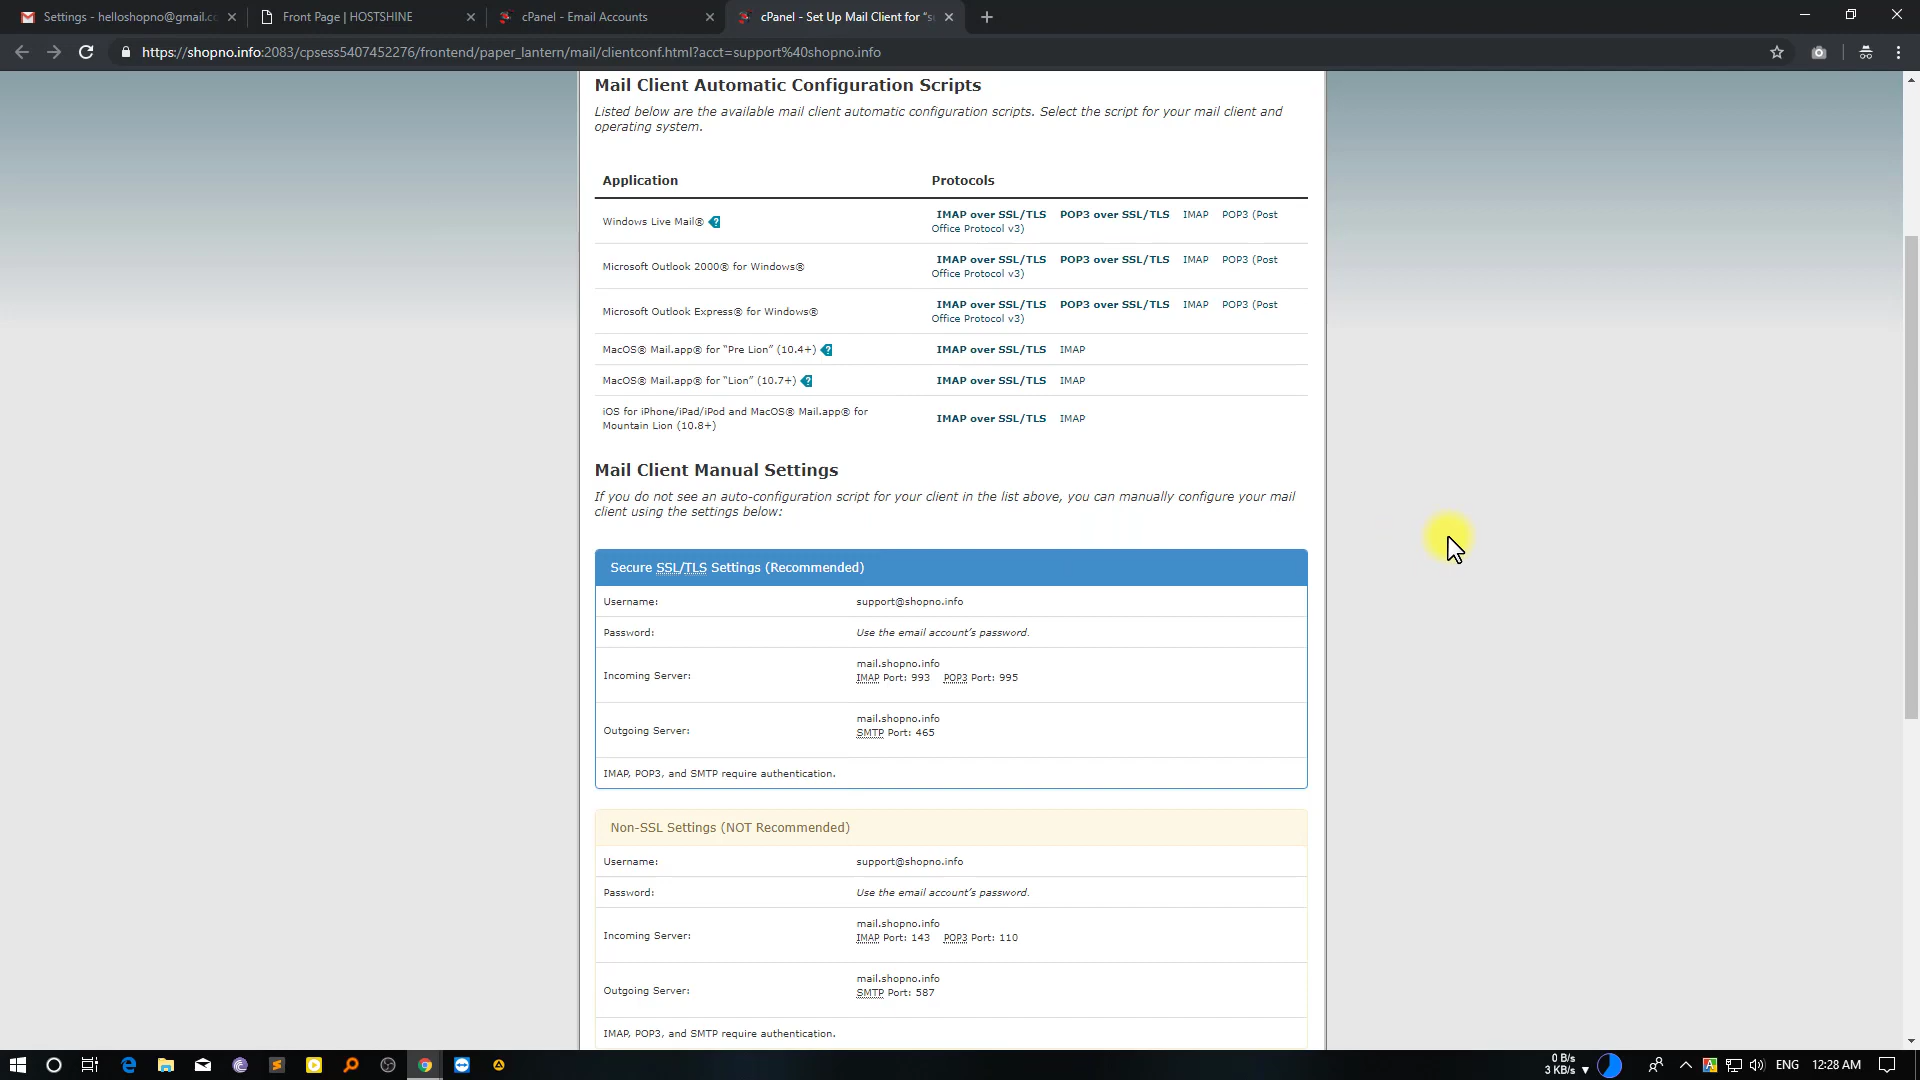 Settings - helloshopno@gmail.cc
Front Page | HOSTSHINE
cPanel - Email Accounts
cPanel - Set Up Mail Client for “su
https://shopno.info:2083/cpsess5407452276/frontend/paper_lantern/mail/clientconf.html?acct=support%40shopno.info
Mail Client Automatic Configuration Scripts
Listed below are the available mail client automatic configuration scripts. Select the script for your mail client and
operating system.
Application Protocols
Windows Live Mail® ? IMAP over SSL/TLS POP3 over SSL/TLS IMAP POP3 (Post
Office Protocol v3)
Microsoft Outlook 2000® for Windows® IMAP over SSL/TLS POP3 over SSL/TLS IMAP POP3 (Post
Office Protocol v3)
Microsoft Outlook Express® for Windows® IMAP over SSL/TLS POP3 over SSL/TLS IMAP POP3 (Post
Office Protocol v3)
MacOS® Mail.app® for “Pre Lion” (10.4+) ? IMAP over SSL/TLS IMAP
MacOS® Mail.app® for “Lion” (10.7+) ? IMAP over SSL/TLS IMAP
iOS for iPhone/iPad/iPod and MacOS® Mail.app® for
Mountain Lion (10.8+) IMAP over SSL/TLS IMAP
Mail Client Manual Settings
If you do not see an auto-configuration script for your client in the list above, you can manually configure your mail
client using the settings below:
Secure SSL/TLS Settings (Recommended)
Username: support@shopno.info
Password: Use the email account’s password.
Incoming Server: mail.shopno.info
IMAP Port: 993 POP3 Port: 995
Outgoing Server: mail.shopno.info
SMTP Port: 465
IMAP, POP3, and SMTP require authentication.
Non-SSL Settings (NOT Recommended)
Username: support@shopno.info
Password: Use the email account’s password.
Incoming Server: mail.shopno.info
IMAP Port: 143 POP3 Port: 110
Outgoing Server: mail.shopno.info
SMTP Port: 587
IMAP, POP3, and SMTP require authentication.
0 B/s
3 KB/s
ENG
12:28 AM